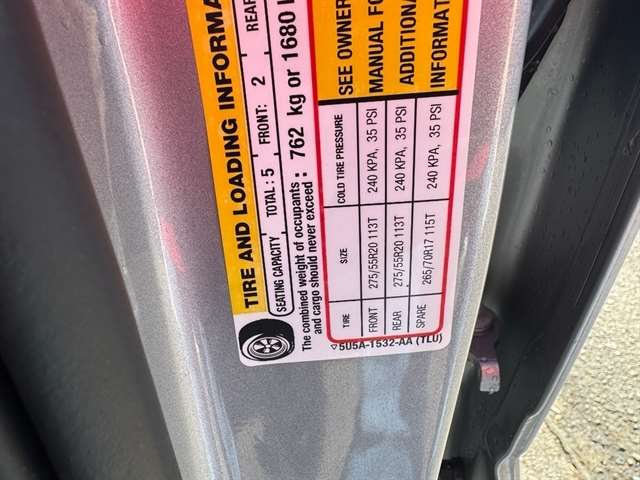 TIRE AND LOADING INFORMA
SEATING CAPACITY TOTAL: 5 FRONT: 2 REAR
The combined weight of occupants
and cargo should never exceed : 762 kg or 1680
TIRE SIZE COLD TIRE PRESSURE
FRONT 275/55R20 113T 240 KPA, 35 PSI
REAR 275/55R20 113T 240 KPA, 35 PSI
SPARE 265/70R17 115T 240 KPA, 35 PSI
SEE OWNER
MANUAL FO
ADDITIONA
INFORMAT
5U5A-1532-AA (TLU)